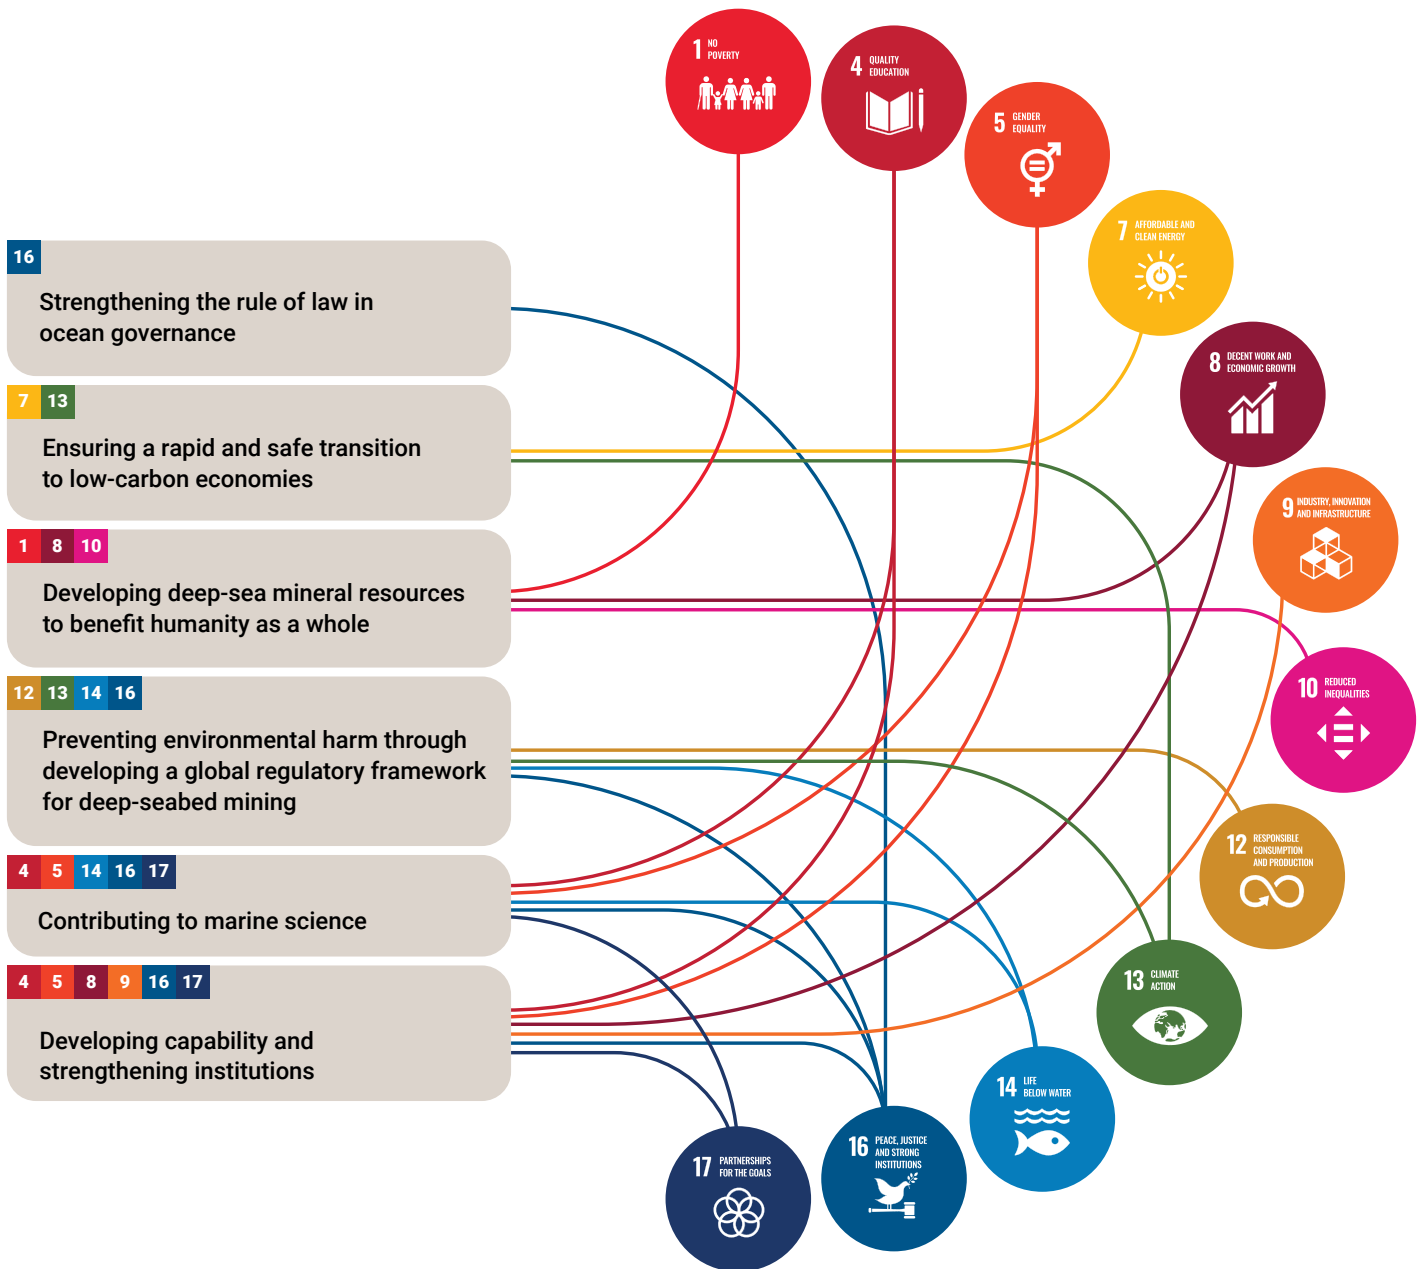 1 NO
POVERTY
4 QUALITY
EDUCATION
5 GENDER
EQUALITY
7 AFFORDABLE AND
CLEAN ENERGY
8 DECENT WORK AND
ECONOMIC GROWTH
9 INDUSTRY, INNOVATION
AND INFRASTRUCTURE
10 REDUCED
INEQUALITIES
12 RESPONSIBLE
CONSUMPTION
AND PRODUCTION
13 CLIMATE
ACTION
14 LIFE
BELOW WATER
16 PEACE, JUSTICE
AND STRONG
INSTITUTIONS
17 PARTNERSHIPS
FOR THE GOALS
16
Strengthening the rule of law in
ocean governance
7 13
Ensuring a rapid and safe transition
to low-carbon economies
1 8 10
Developing deep-sea mineral resources
to benefit humanity as a whole
12 13 14 16
Preventing environmental harm through
developing a global regulatory framework
for deep-seabed mining
4 5 14 16 17
Contributing to marine science
4 5 8 9 16 17
Developing capability and
strengthening institutions